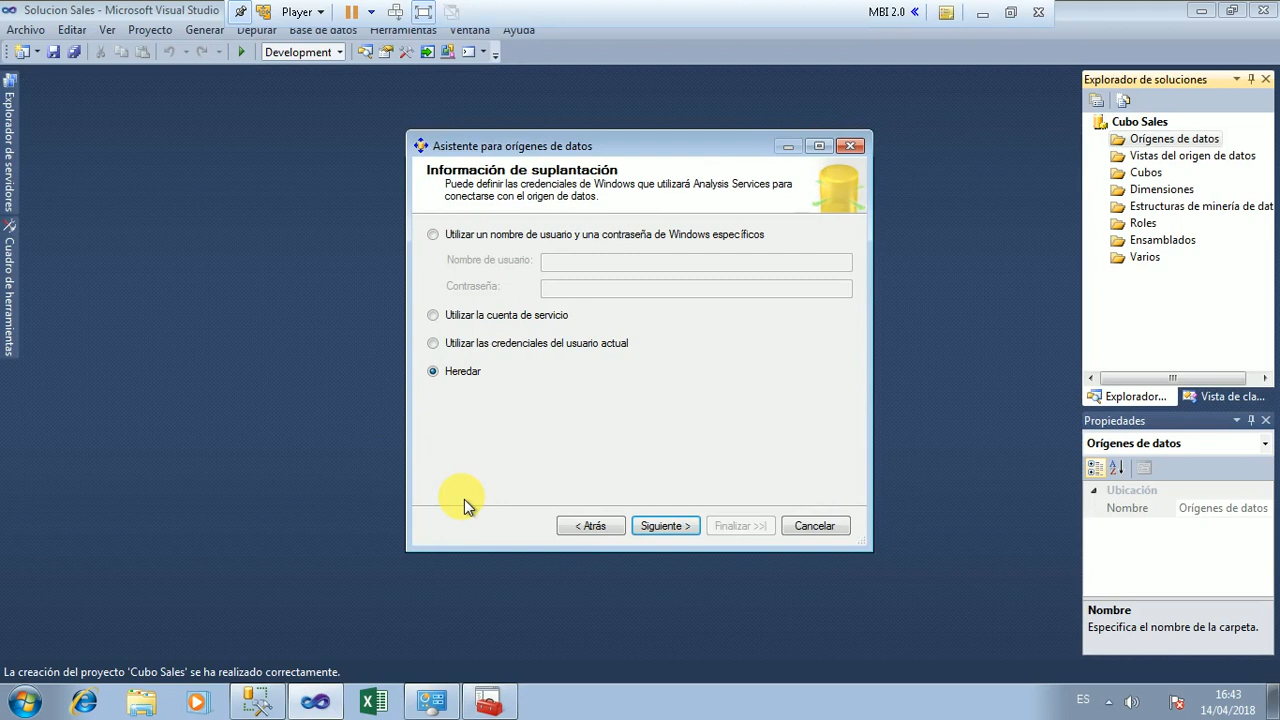 Solucion Sales - Microsoft Visual Studio
Player
MBI 2.0
Archivo Editar Ver Proyecto Generar Depurar Base de datos Herramientas Ventana Ayuda
Development
Explorador de servidores
Cuadro de herramientas
Asistente para orígenes de datos
Información de suplantación
Puede definir las credenciales de Windows que utilizará Analysis Services para
conectarse con el origen de datos.
Utilizar un nombre de usuario y una contraseña de Windows específicos
Nombre de usuario:
Contraseña:
Utilizar la cuenta de servicio
Utilizar las credenciales del usuario actual
Heredar
< Atrás
Siguiente >
Finalizar >>|
Cancelar
Explorador de soluciones
Cubo Sales
Orígenes de datos
Vistas del origen de datos
Cubos
Dimensiones
Estructuras de minería de dat
Roles
Ensamblados
Varios
Explorador...
Vista de cla...
Propiedades
Orígenes de datos
Ubicación
Nombre Orígenes de datos
Nombre
Especifica el nombre de la carpeta.
La creación del proyecto 'Cubo Sales' se ha realizado correctamente.
ES
16:43
14/04/2018